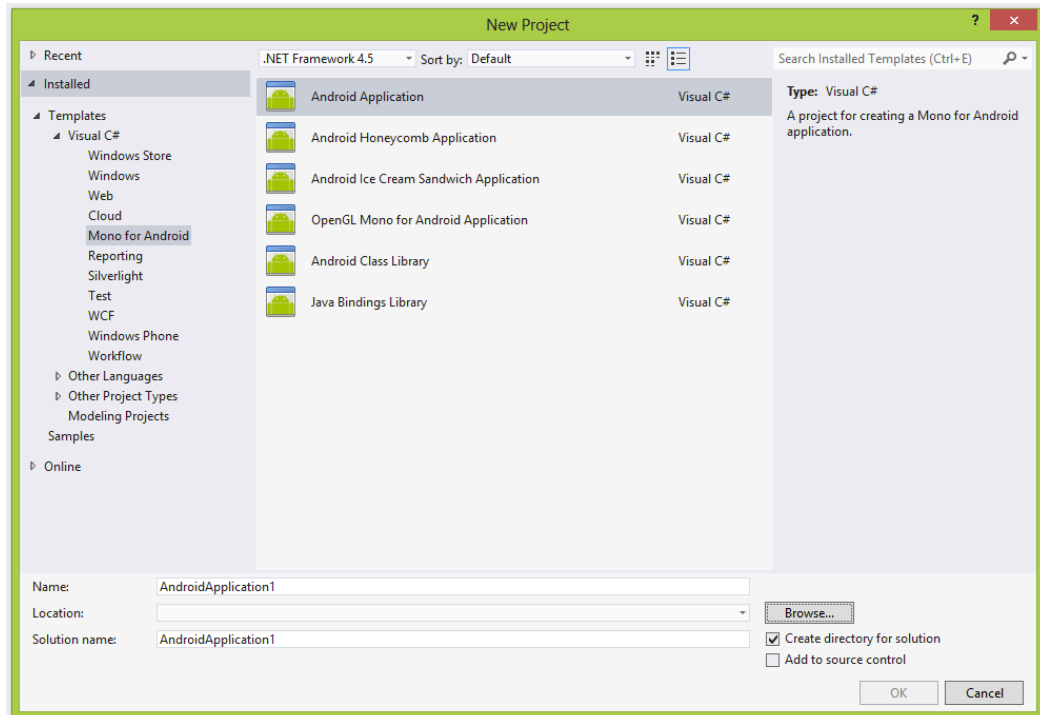 New Project
?
Recent
.NET Framework 4.5
Sort by: Default
Search Installed Templates (Ctrl+E)
Installed
Templates
Visual C#
Windows Store
Windows
Web
Cloud
Mono for Android
Reporting
Silverlight
Test
WCF
Windows Phone
Workflow
Other Languages
Other Project Types
Modeling Projects
Samples
Online
Android Application Visual C#
Android Honeycomb Application Visual C#
Android Ice Cream Sandwich Application Visual C#
OpenGL Mono for Android Application Visual C#
Android Class Library Visual C#
Java Bindings Library Visual C#
Type: Visual C#
A project for creating a Mono for Android
application.
Name: AndroidApplication1
Location:
Browse...
Solution name: AndroidApplication1
Create directory for solution
Add to source control
OK
Cancel